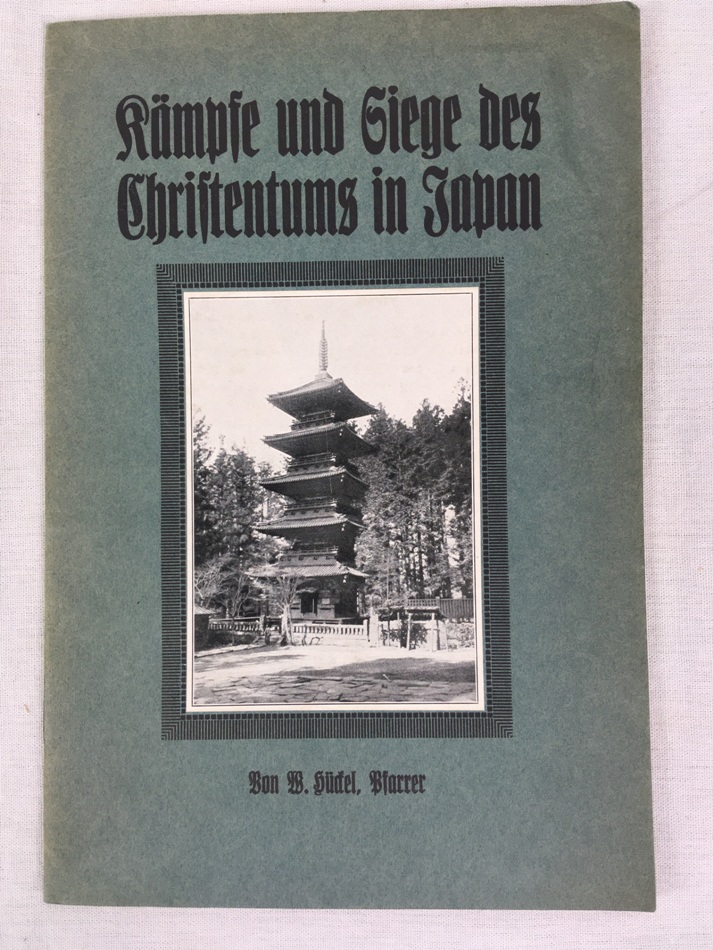 Kämpfe und Siege des
Chriſtentums in Japan
Von W. Hückel, Pfarrer